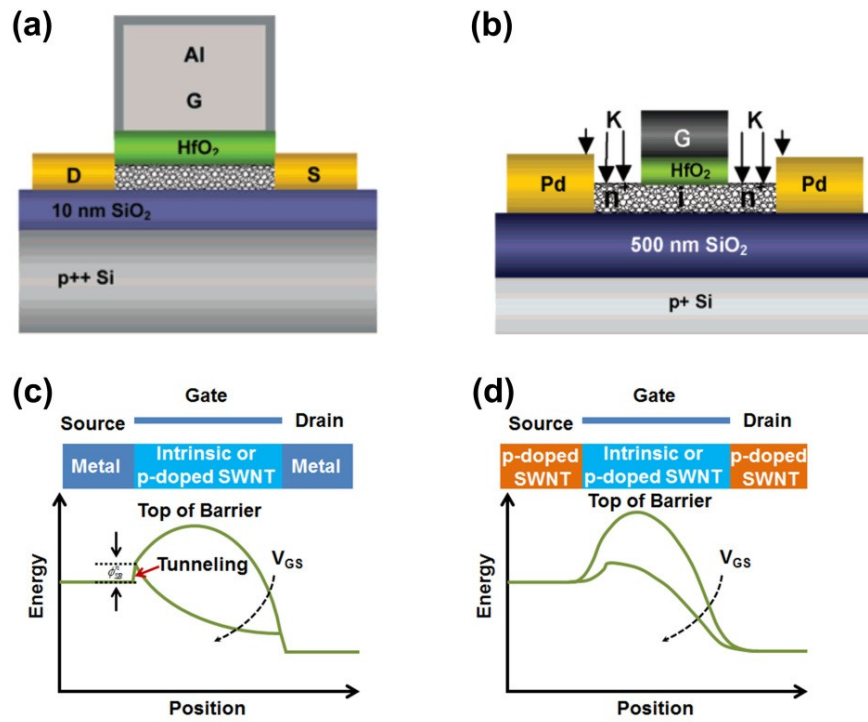 (a)
Al
G
HfO₂
D
S
10 nm SiO₂
p++ Si
(b)
K
K
G
HfO₂
Pd
n⁺
i
n⁺
Pd
500 nm SiO₂
p+ Si
(c)
Gate
Source
Drain
Metal
Intrinsic or
p-doped SWNT
Metal
Top of Barrier
Tunneling
V_GS
Energy
Position
(d)
Gate
Source
Drain
p-doped
SWNT
Intrinsic or
p-doped SWNT
p-doped
SWNT
Top of Barrier
V_GS
Energy
Position